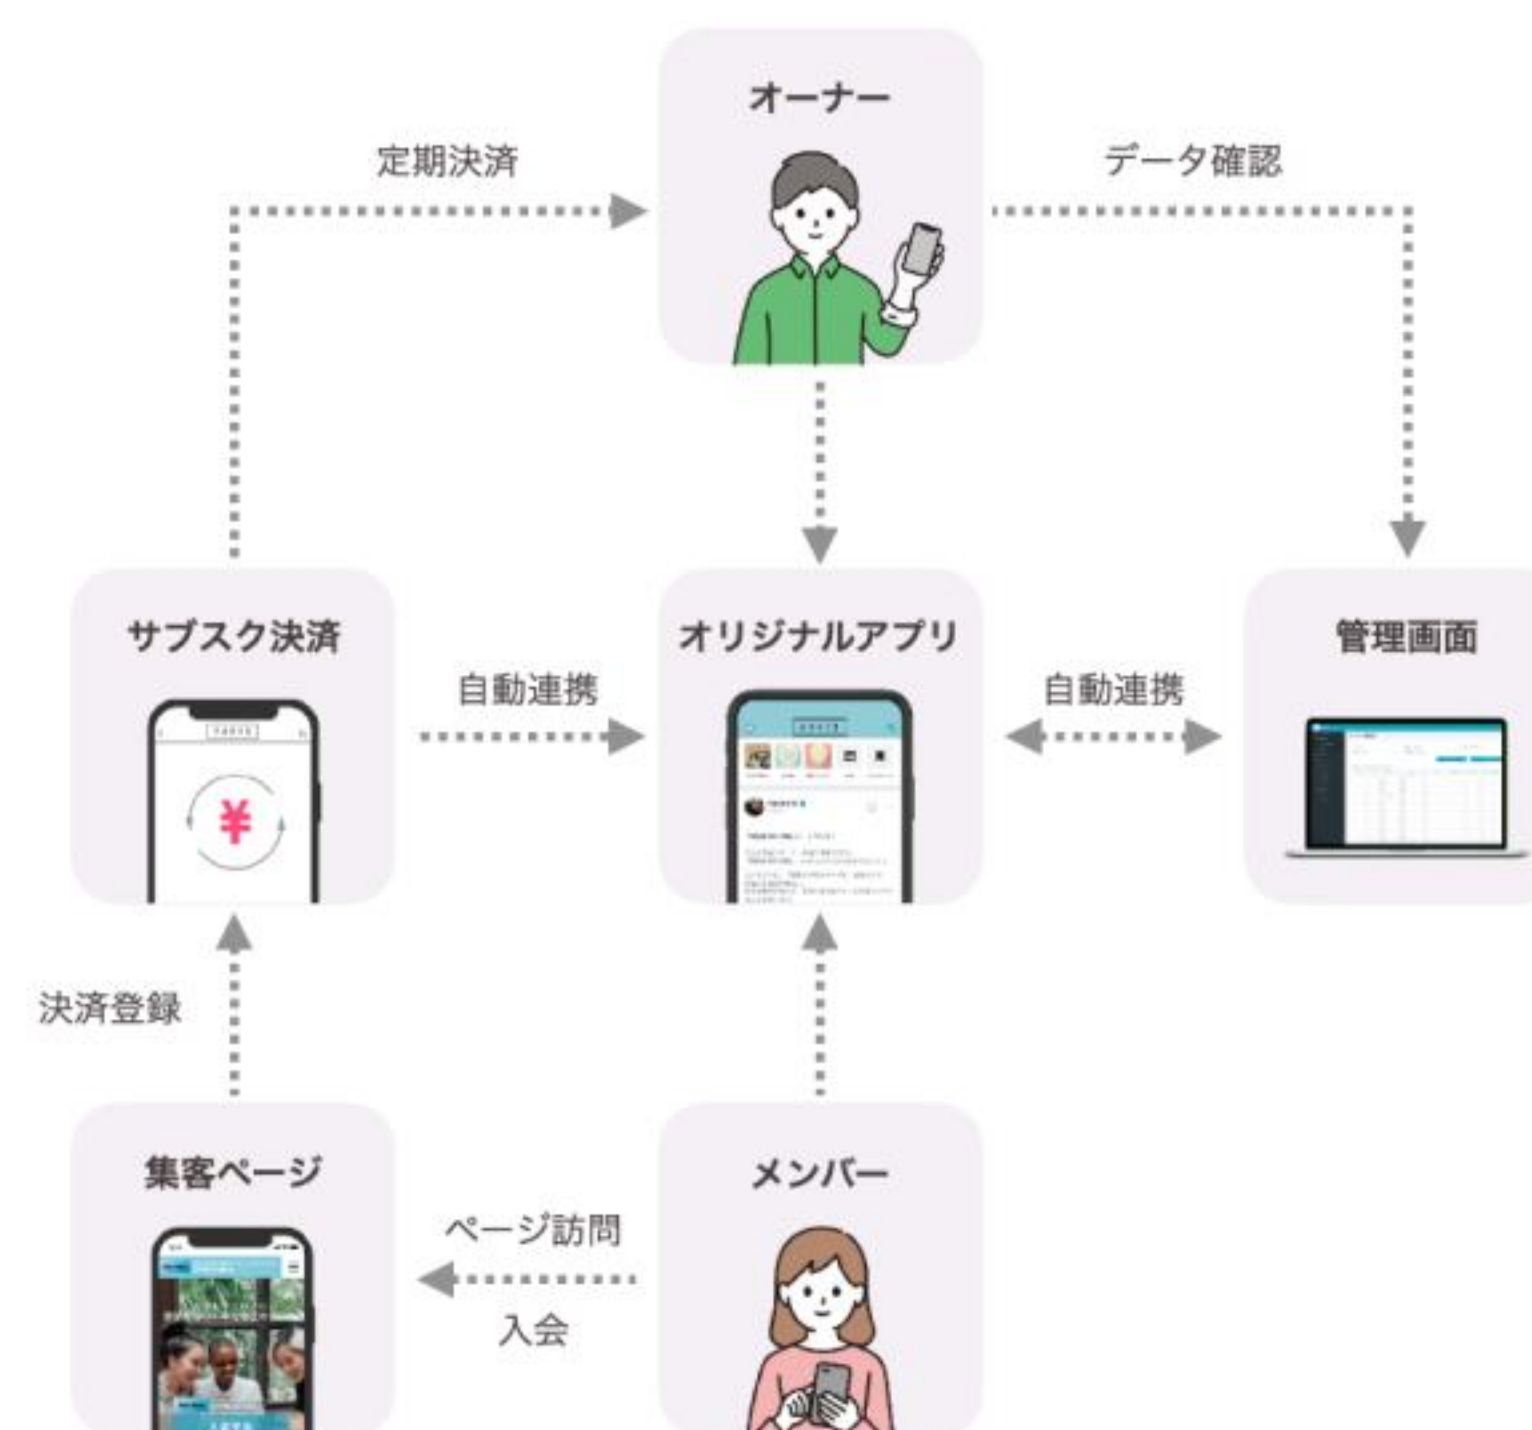 オーナー
定期決済
データ確認
サブスク決済
オリジナルアプリ
管理画面
自動連携
自動連携
¥
決済登録
集客ページ
メンバー
ページ訪問
入会